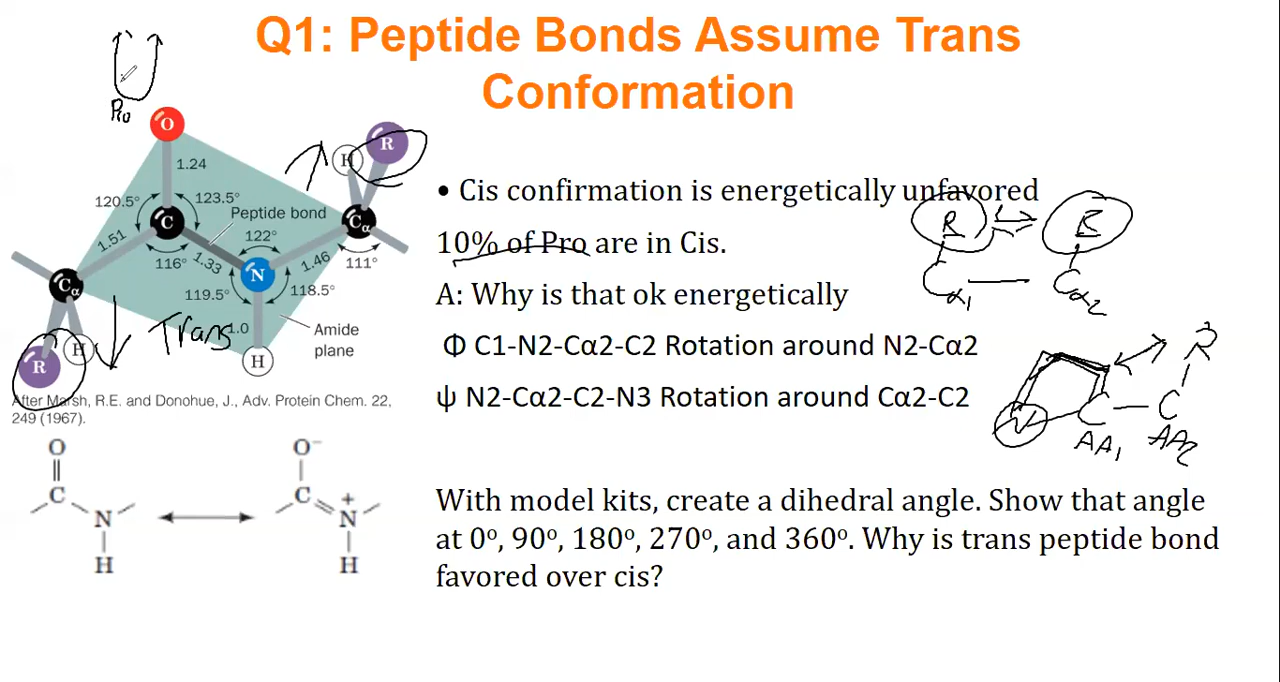 Q1: Peptide Bonds Assume Trans
Conformation
Pro
O
R
H
1.24
120.5°
123.5°
Peptide bond
C
Cα
1.51
122°
116°
1.33
N
1.46
111°
Cα
119.5°
118.5°
Trans
1.0
Amide
plane
H
R
H
After Marsh, R.E. and Donohue, J., Adv. Protein Chem. 22,
249 (1967).
O
C
N
H
O⁻
C
+
N
H
• Cis confirmation is energetically unfavored
10% of Pro are in Cis.
A: Why is that ok energetically
Φ C1-N2-Cα2-C2 Rotation around N2-Cα2
ψ N2-Cα2-C2-N3 Rotation around Cα2-C2
R R
Cα1 Cα2
R
N C C
AA1 AA2
With model kits, create a dihedral angle. Show that angle
at 0º, 90º, 180º, 270º, and 360º. Why is trans peptide bond
favored over cis?